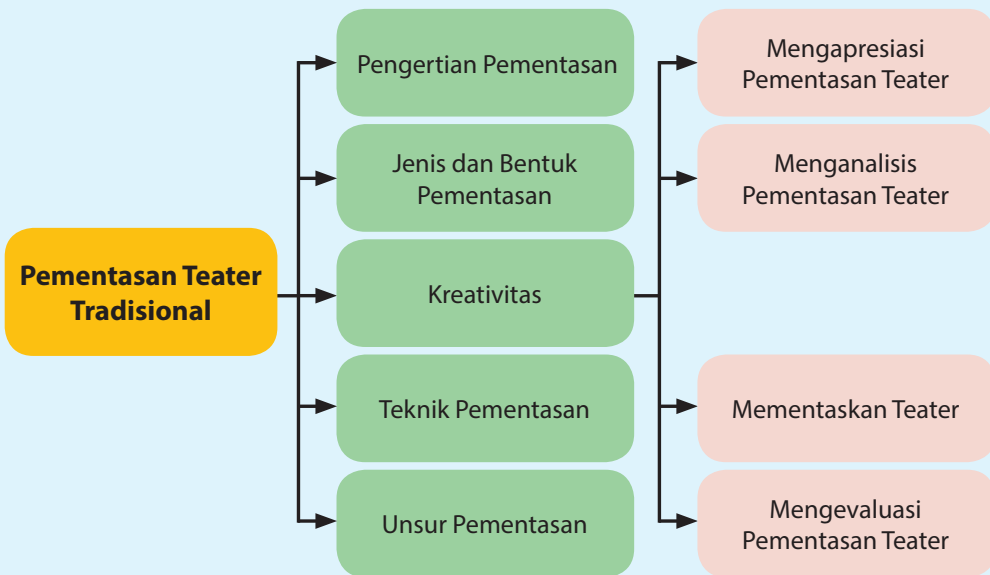 Pementasan Teater
Tradisional
Pengertian Pementasan
Jenis dan Bentuk
Pementasan
Kreativitas
Teknik Pementasan
Unsur Pementasan
Mengapresiasi
Pementasan Teater
Menganalisis
Pementasan Teater
Mementaskan Teater
Mengevaluasi
Pementasan Teater